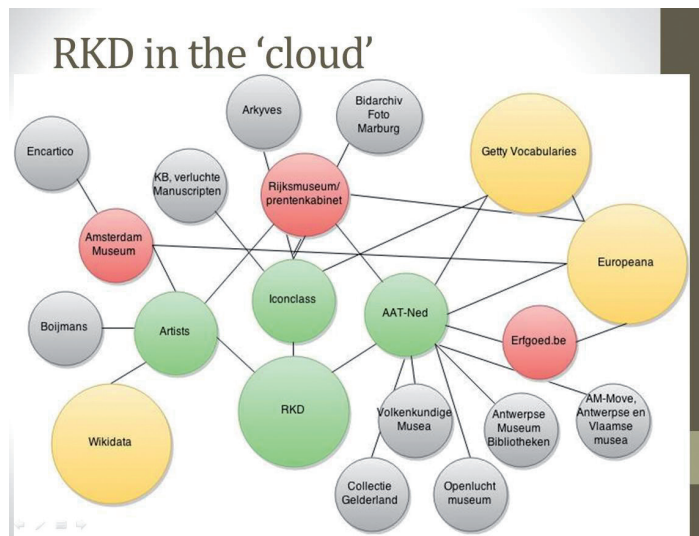 RKD in the ‘cloud’
Arkyves
Bidarchiv
Foto
Marburg
Getty Vocabularies
Encartico
KB, verluchte
Manuscripten
Rijksmuseum/
prentenkabinet
Amsterdam
Museum
Europeana
Iconclass
AAT-Ned
Boijmans
Artists
Erfgoed.be
RKD
Wikidata
Volkenkundige
Musea
Antwerpse
Museum
Bibliotheken
AM-Move,
Antwerpse en
Vlaamse
musea
Collectie
Gelderland
Openlucht
museum